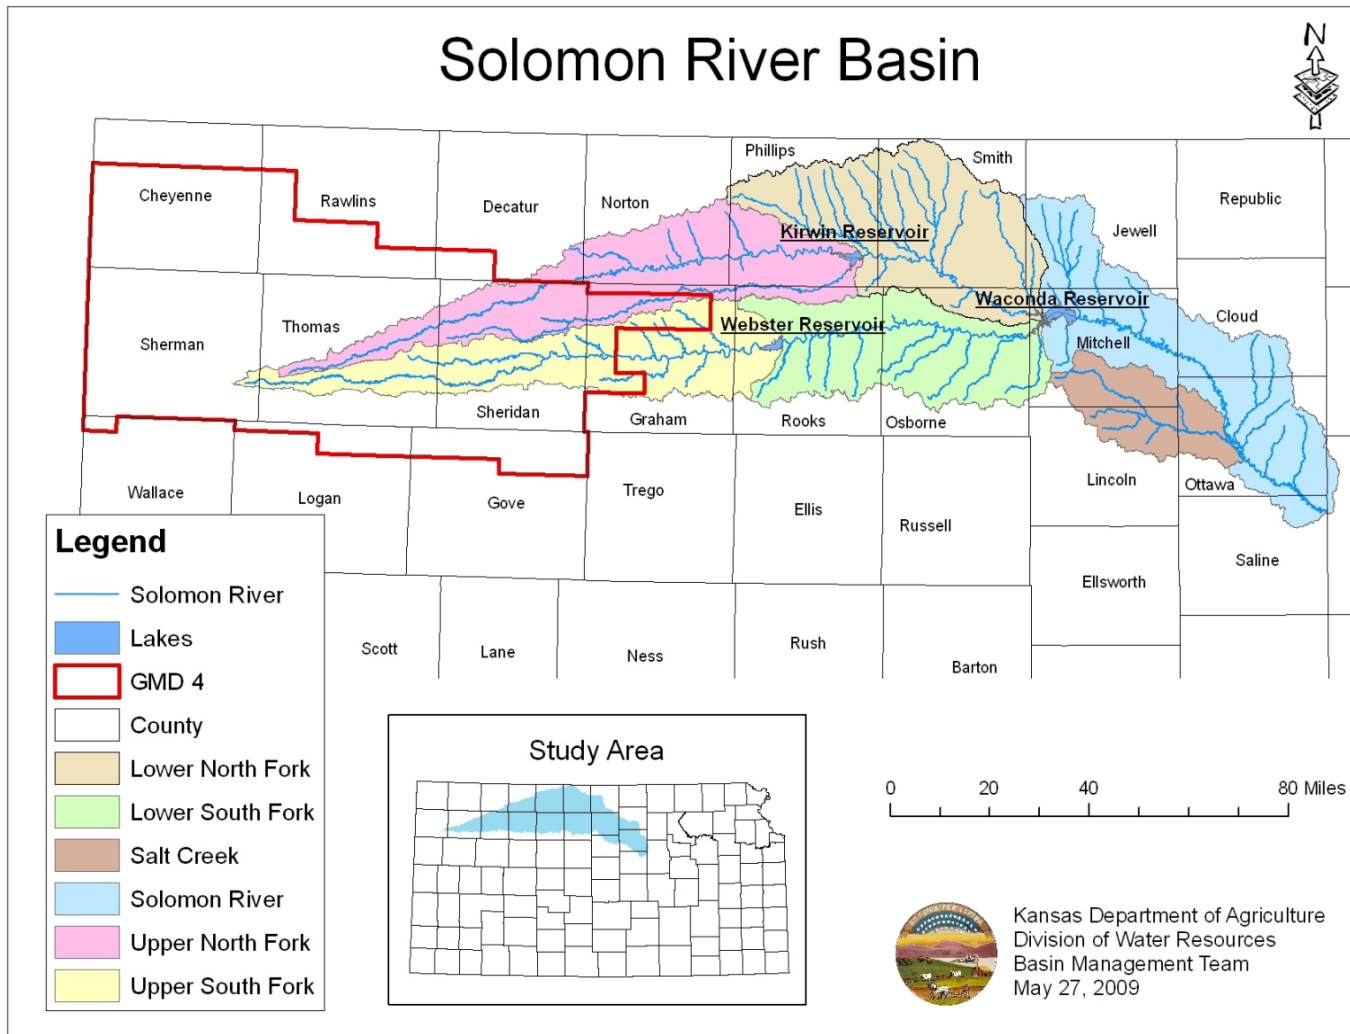 Solomon River Basin
N
Phillips
Smith
Cheyenne
Rawlins
Decatur
Norton
Republic
Kirwin Reservoir
Jewell
Waconda Reservoir
Thomas
Webster Reservoir
Cloud
Sherman
Mitchell
Sheridan
Graham
Rooks
Osborne
Wallace
Logan
Gove
Trego
Ellis
Russell
Lincoln
Ottawa
Saline
Ellsworth
Scott
Lane
Ness
Rush
Barton
Legend
Solomon River
Lakes
GMD 4
County
Lower North Fork
Lower South Fork
Salt Creek
Solomon River
Upper North Fork
Upper South Fork
Study Area
0 20 40 80 Miles
Kansas Department of Agriculture
Division of Water Resources
Basin Management Team
May 27, 2009